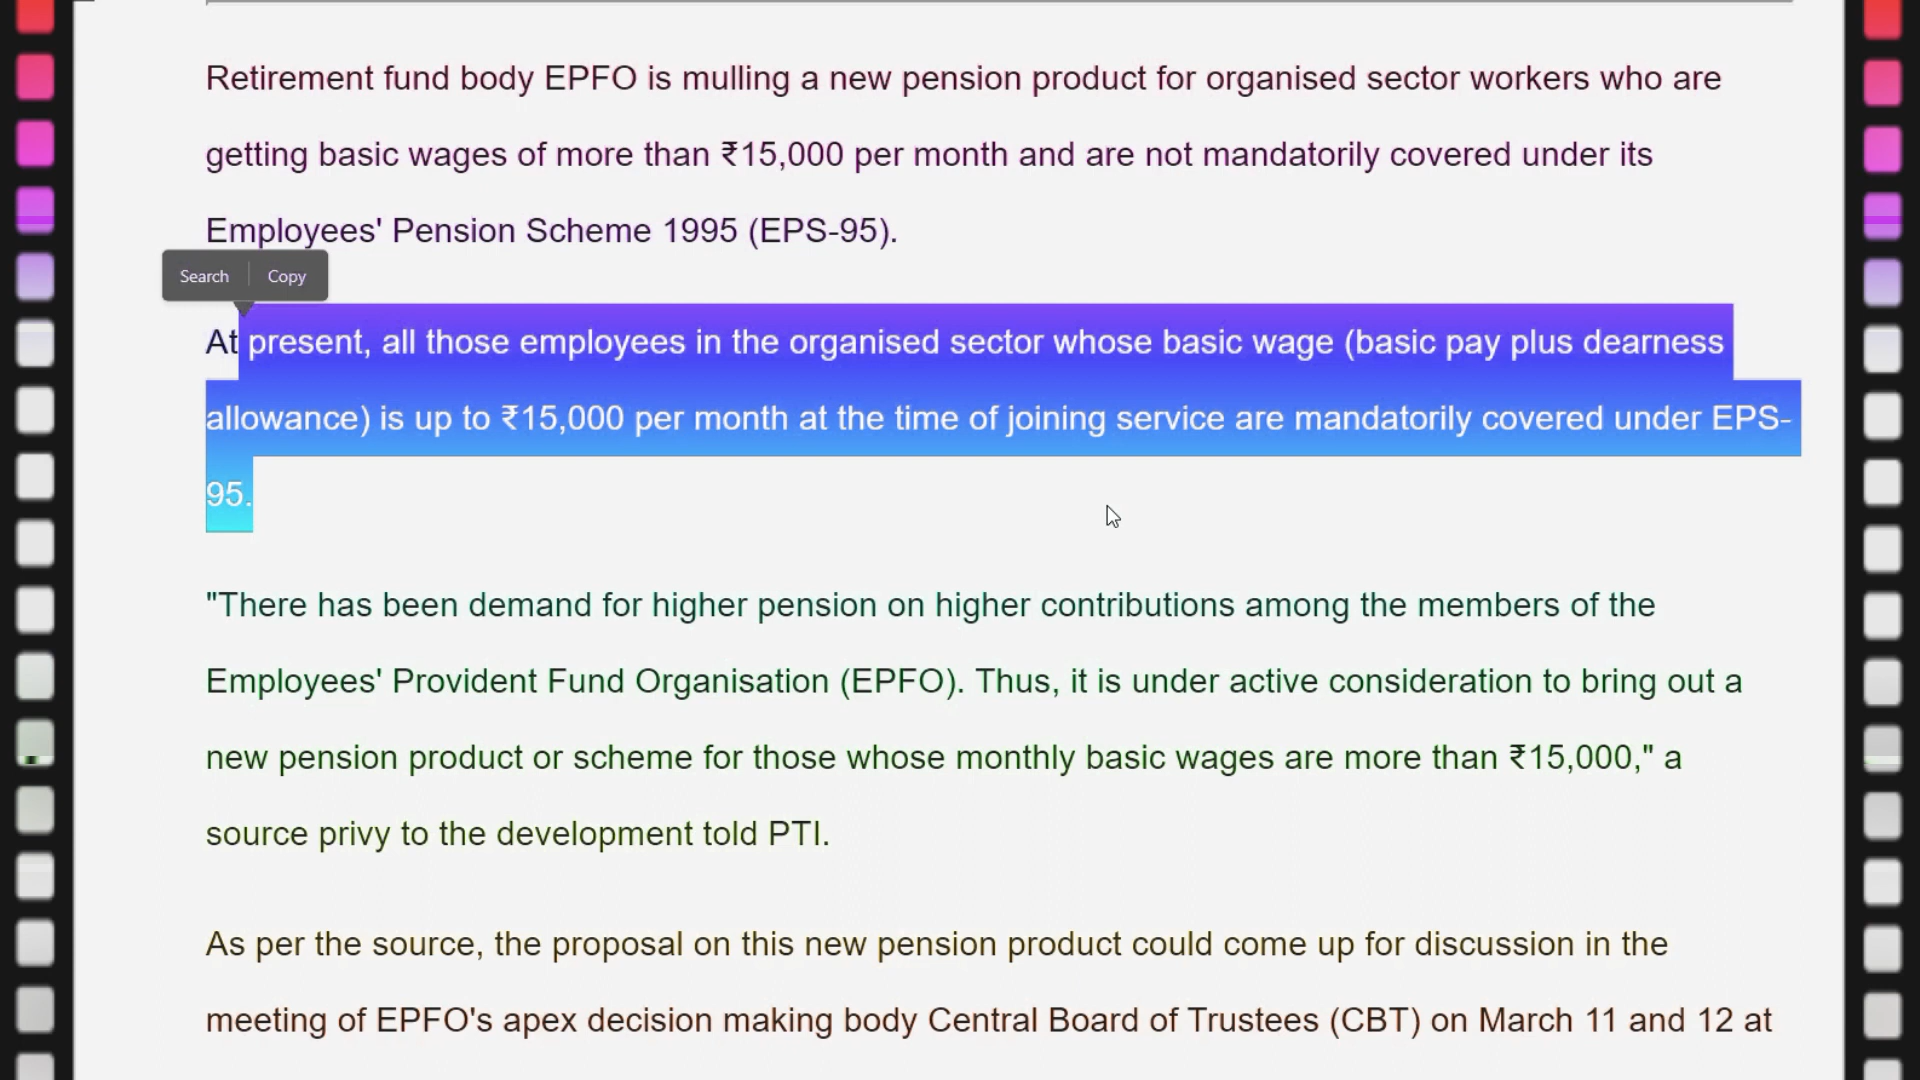 Retirement fund body EPFO is mulling a new pension product for organised sector workers who are
getting basic wages of more than ₹15,000 per month and are not mandatorily covered under its
Employees' Pension Scheme 1995 (EPS-95).
Search Copy
At present, all those employees in the organised sector whose basic wage (basic pay plus dearness
allowance) is up to ₹15,000 per month at the time of joining service are mandatorily covered under EPS-
95.
"There has been demand for higher pension on higher contributions among the members of the
Employees' Provident Fund Organisation (EPFO). Thus, it is under active consideration to bring out a
new pension product or scheme for those whose monthly basic wages are more than ₹15,000," a
source privy to the development told PTI.
As per the source, the proposal on this new pension product could come up for discussion in the
meeting of EPFO's apex decision making body Central Board of Trustees (CBT) on March 11 and 12 at